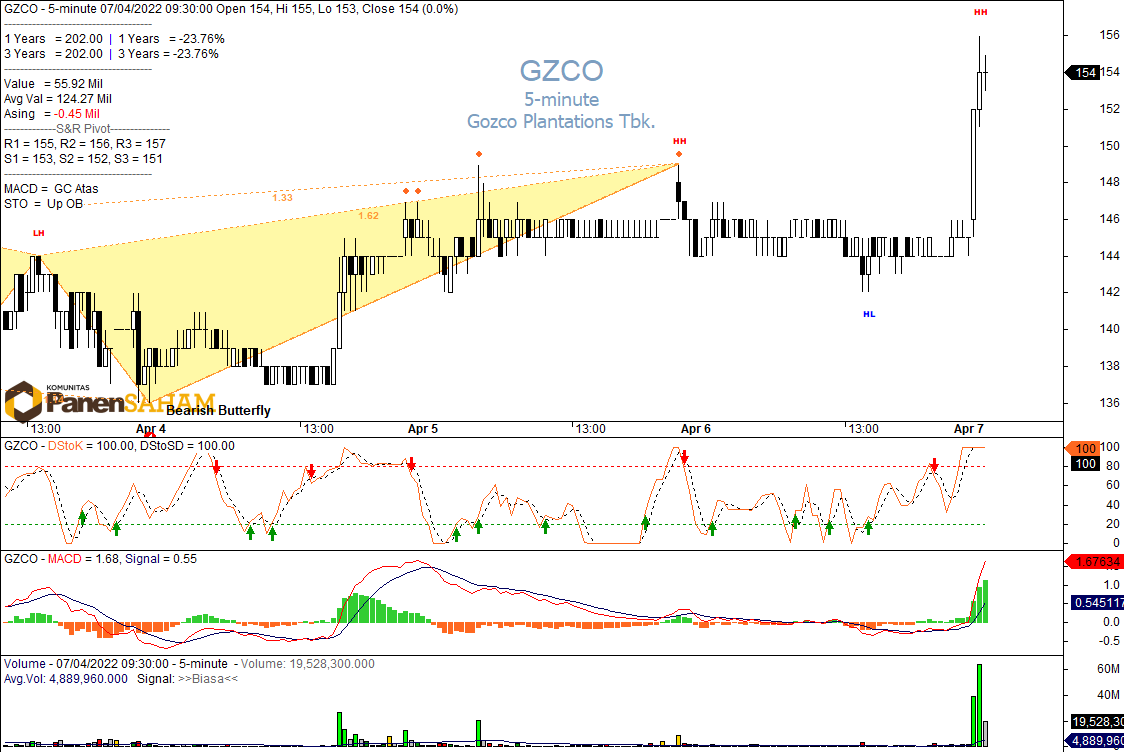 GZCO - 5-minute 07/04/2022 09:30:00 Open 154, Hi 155, Lo 153, Close 154 (0.0%)
1 Years = 202.00 | 1 Years = -23.76%
3 Years = 202.00 | 3 Years = -23.76%
Value = 55.92 Mil
Avg Val = 124.27 Mil
Asing = -0.45 Mil
--------------S&R Pivot----------------
R1 = 155, R2 = 156, R3 = 157
S1 = 153, S2 = 152, S3 = 151
MACD = GC Atas
STO = Up OB
GZCO
5-minute
Gozco Plantations Tbk.
HH
HH
LH
HL
1.33
1.62
156
154
154
152
150
148
146
144
142
140
138
136
KOMUNITAS
PanenSAHAM
Bearish Butterfly
13:00
Apr 4
13:00
Apr 5
13:00
Apr 6
13:00
Apr 7
GZCO - DStoK = 100.00, DStoSD = 100.00
100
100
100
80
60
40
20
0
GZCO - MACD = 1.68, Signal = 0.55
1.67634
1.0
0.545117
0.0
-0.5
Volume - 07/04/2022 09:30:00 - 5-minute - Volume: 19,528,300.000
Avg.Vol: 4,889,960.000 Signal: >>Biasa<<
60M
40M
19,528,30
4,889,960